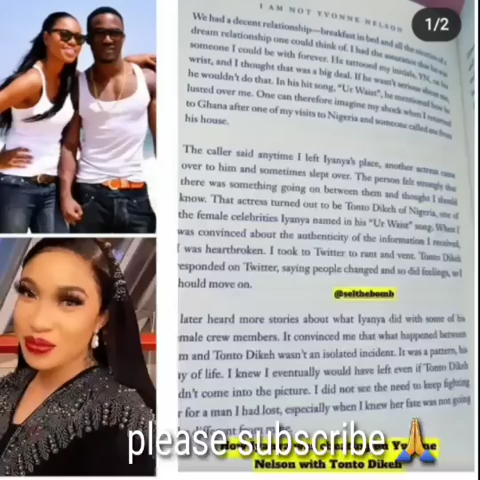 I AM NOT YVONNE NELSON
1/2
We had a decent relationship—breakfast in bed and all the
dream relationship one could think of. I had the assurance that he was
someone I could be with forever. He tattooed my initials, YN, on his
wrist, and I thought that was a big deal. If he wasn't serious
he wouldn't do that. In his hit song, "Ur Waist", he mentioned how he
lusted over me. One can therefore imagine my shock when I returned
to Ghana after one of my visits to Nigeria and someone called me from
his house.
The caller said anytime I left Iyanya's place, another actress came
over to him and sometimes slept over. The person felt strongly that
there was something going on between them and thought I should
know. That actress turned out to be Tonto Dikeh of Nigeria, one of
the female celebrities Iyanya named in his "Ur Waist" song. When I
was convinced about the authenticity of the information I received,
I was heartbroken. I took to Twitter to rant and vent. Tonto Dikeh
responded on Twitter, saying people changed and so did feelings, so I
hould move on.
@selthebomb
later heard more stories about what Iyanya did with some of his
male crew members. It convinced me that what happened between
m and Tonto Dikeh wasn't an isolated incident. It was a pattern, his
ay of life. I knew I eventually would have left even if Tonto Dikeh
dn't come into the picture. I did not see the need to keep fighting
r for a man I had lost, especially when I knew her fate was not going
please subscribe 🙏
Nelson with Tonto Dikeh